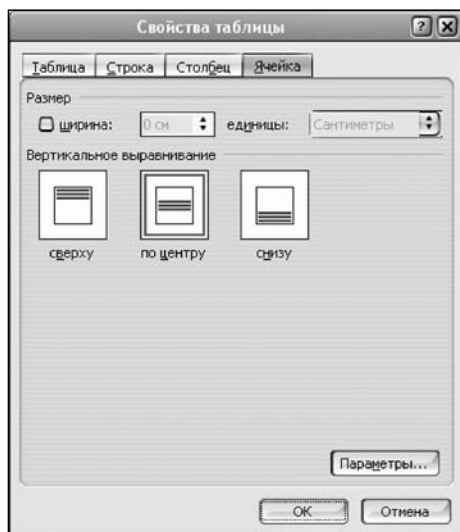 Свойства таблицы
Таблица Строка Столбец Ячейка
Размер
ширина: 0 см единицы: Сантиметры
Вертикальное выравнивание
сверху по центру снизу
Параметры...
ОК Отмена